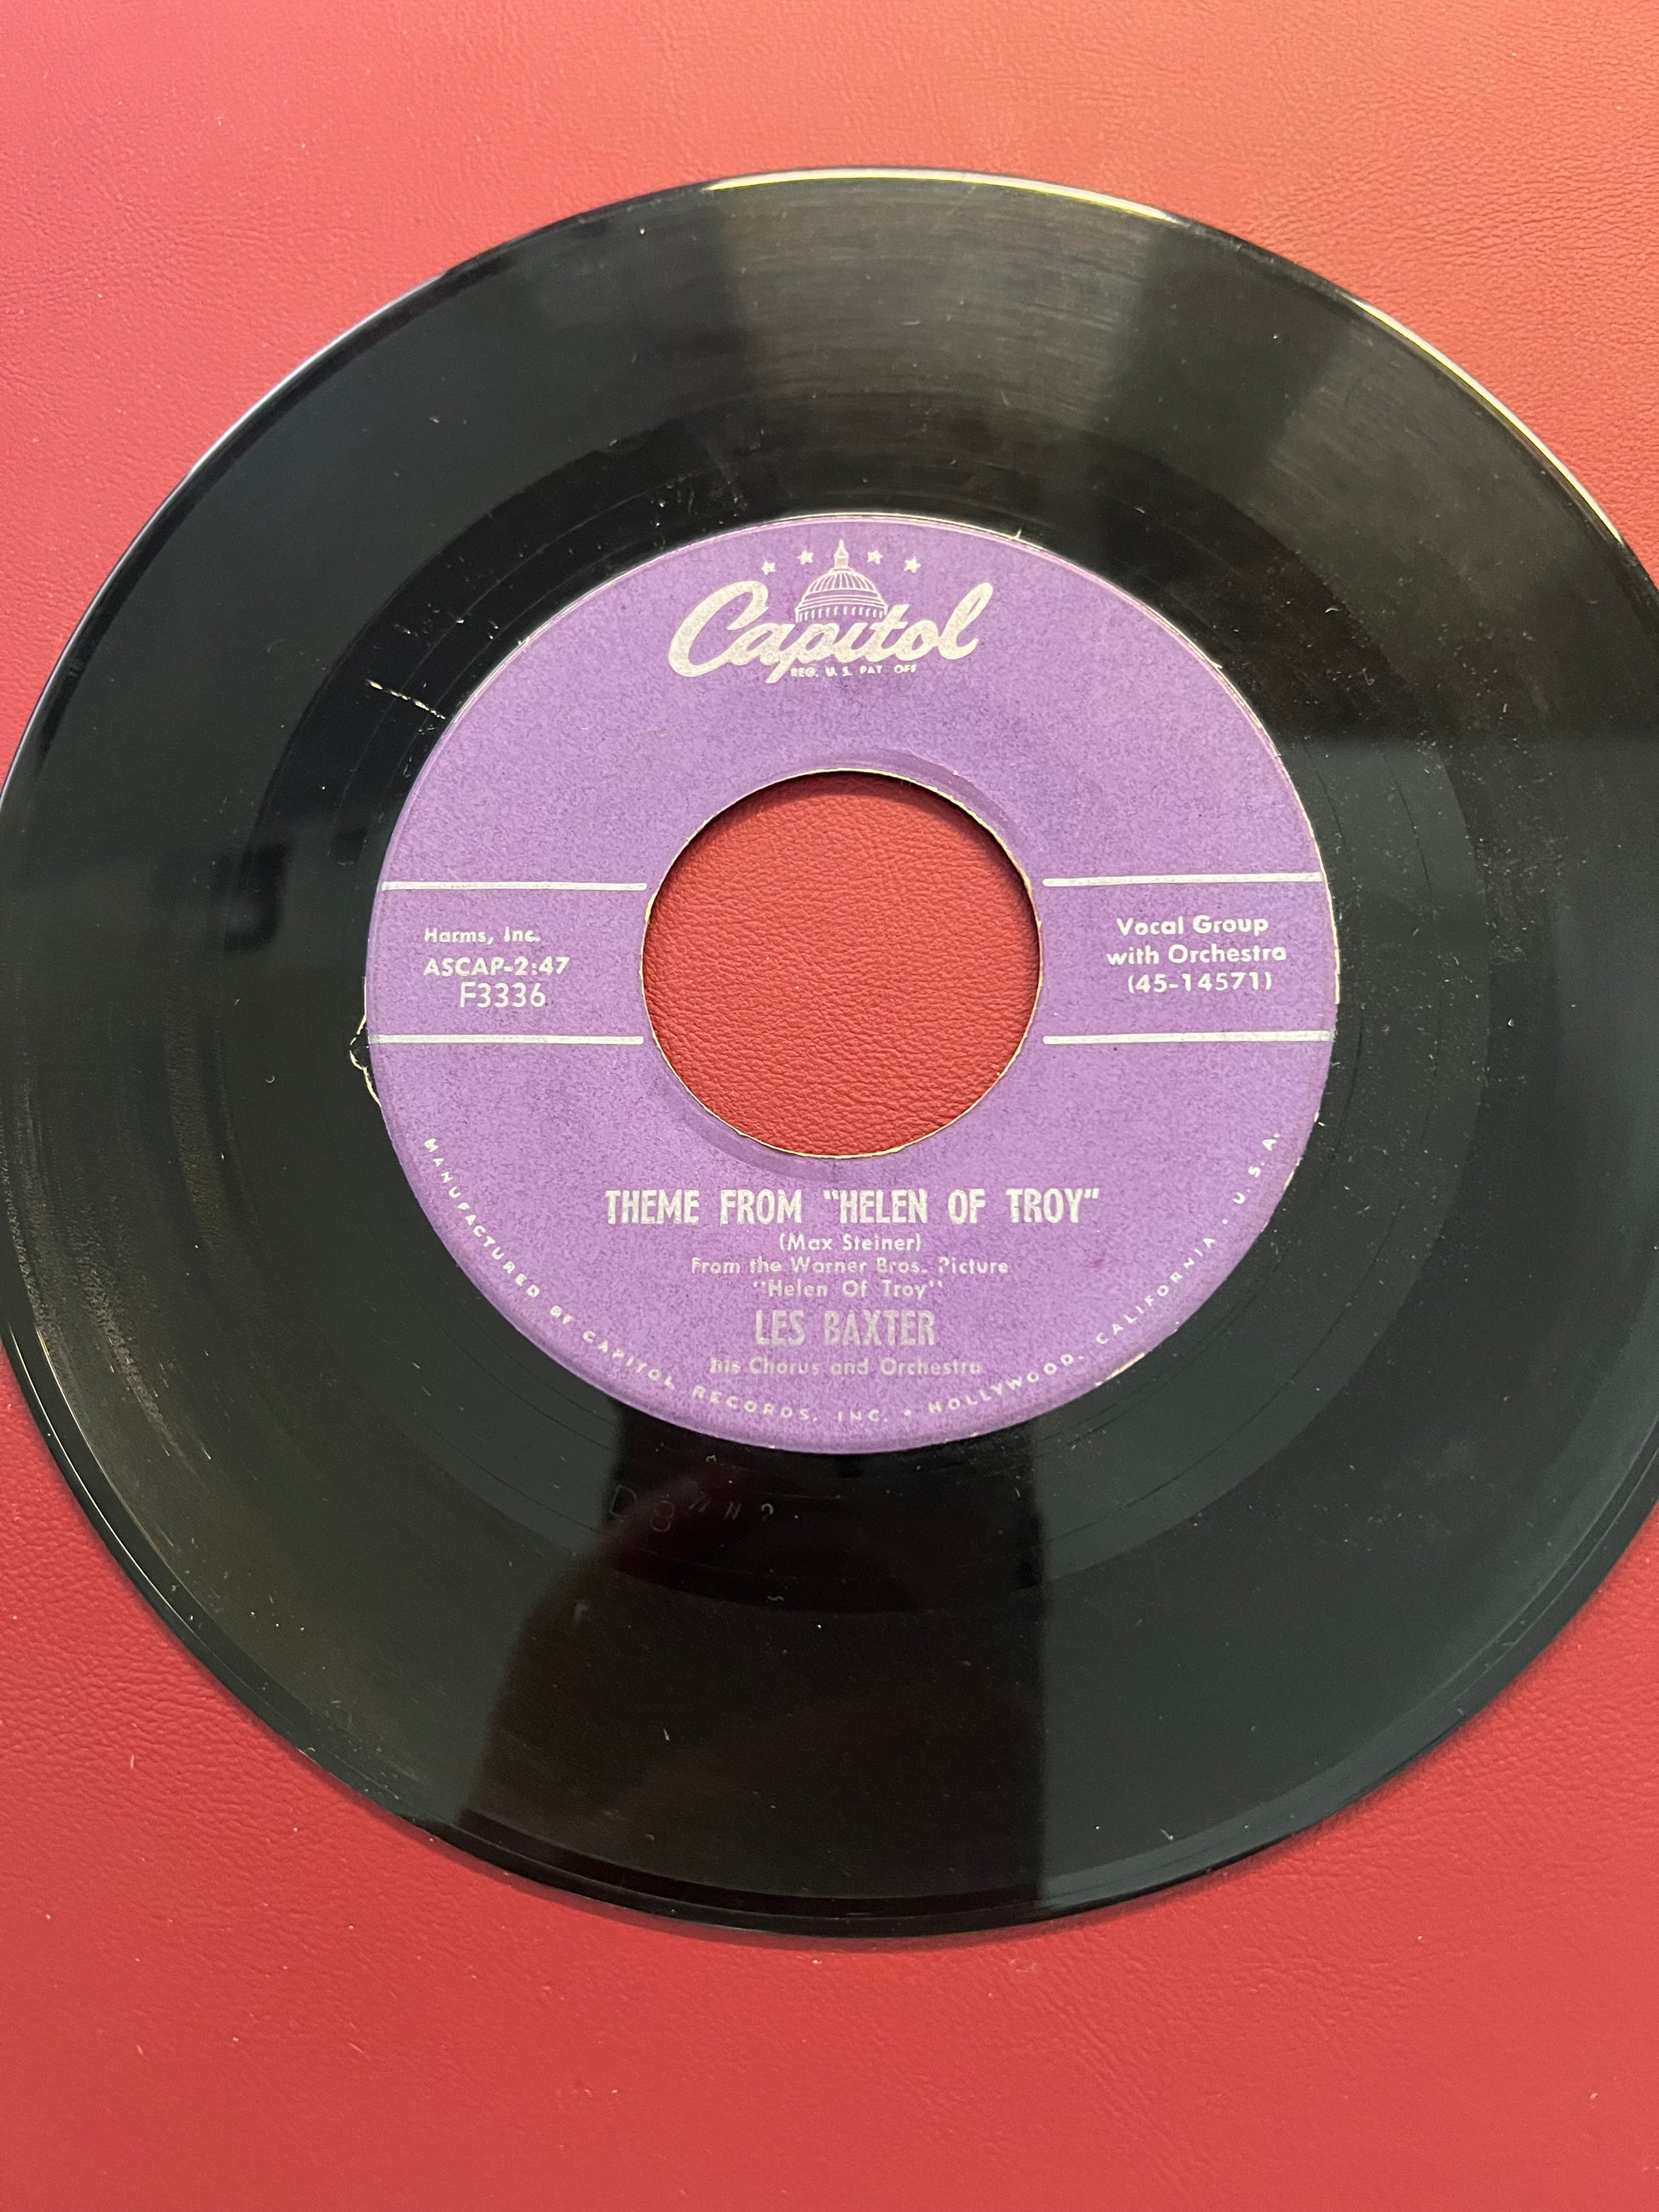 Capitol
REG. U. S. PAT. OFF.
Harms, Inc.
ASCAP-2:47
F3336
Vocal Group
with Orchestra
(45-14571)
THEME FROM "HELEN OF TROY"
(Max Steiner)
From the Warner Bros. Picture
"Helen Of Troy"
LES BAXTER
his Chorus and Orchestra
MANUFACTURED BY CAPITOL RECORDS, INC. • HOLLYWOOD, CALIFORNIA • U. S. A.